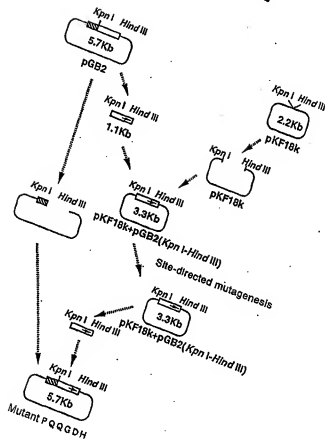 Kpn I Hind III
5.7Kb
pGB2
Kpn I Hind III
1.1Kb
Kpn I Hind III
2.2Kb
pKF18k
Kpn I Hind III
pKF18k
Kpn I Hind III
Kpn I Hind III
3.3Kb
pKF18k+pGB2(Kpn I-Hind III)
Site-directed mutagenesis
Kpn I Hind III
3.3Kb
pKF18k+pGB2(Kpn I-Hind III)
Kpn I Hind III
Kpn I Hind III
5.7Kb
Mutant PQQGDH